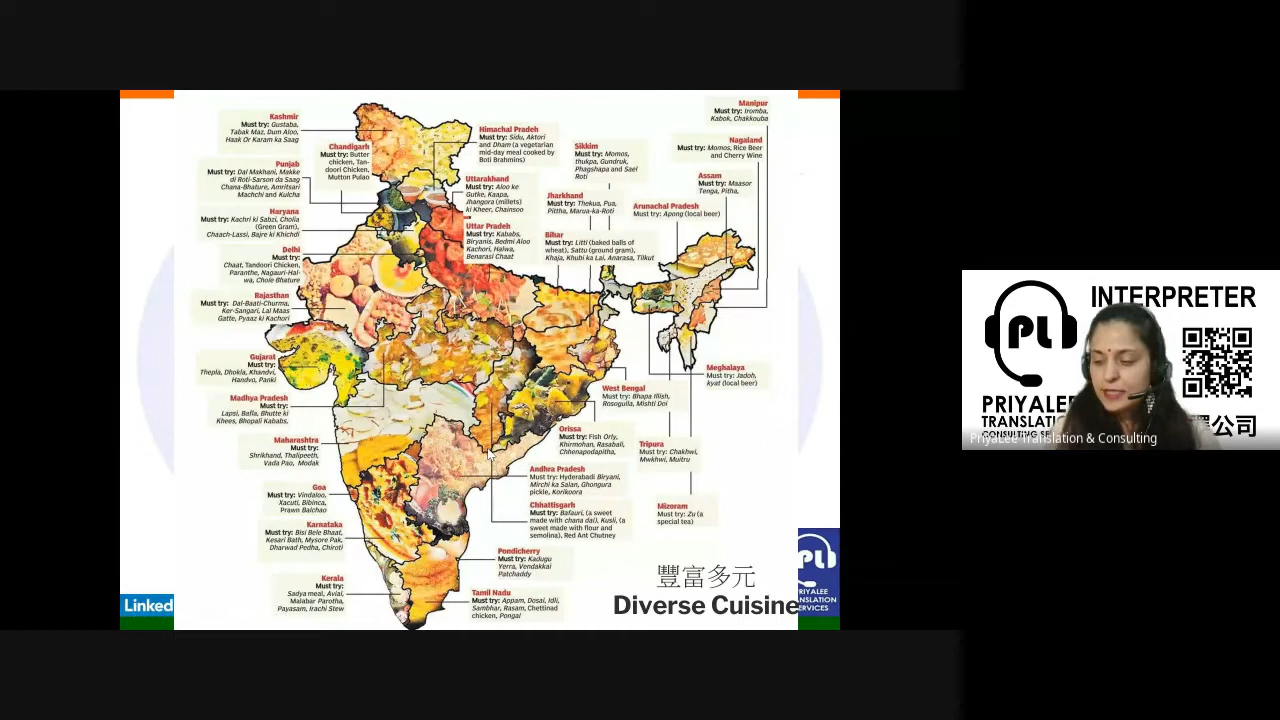 Kashmir
Must try: Gustaba,
Tabak Maz, Dum Aloo,
Haak Or Karam ka Saag
Chandigarh
Must try: Butter
chicken, Tan-
doori Chicken,
Mutton Pulao
Punjab
Must try: Dal Makhani, Makke
di Roti-Sarson da Saag
Chana-Bhature, Amritsari
Machchi and Kulcha
Haryana
Must try: Kachri ki Sabzi, Cholia
(Green Gram),
Chaach-Lassi, Bajre ki Khichdi
Delhi
Must try:
Chaat, Tandoori Chicken,
Paranthe, Nagauri-Hal-
wa, Chole Bhature
Rajasthan
Must try: Dal-Baati-Churma,
Ker-Sangari, Lal Maas
Gatte, Pyaaz ki Kachori
Gujarat
Must try:
Thepla, Dhokla, Khandvi,
Handvo, Panki
Madhya Pradesh
Must try:
Lapsi, Bafla, Bhutte ki
Khees, Bhopali Kababs,
Maharashtra
Must try:
Shrikhand, Thalipeeth,
Vada Pao, Modak
Goa
Must try: Vindaloo,
Xacuti, Bibinca,
Prawn Balchao
Karnataka
Must try: Bisi Bele Bhaat,
Kesari Bath, Mysore Pak,
Dharwad Pedha, Chiroti
Kerala
Must try:
Sadya meal, Avial,
Malabar Parotha,
Payasam, Irachi Stew
Himachal Pradeh
Must try: Sidu, Aktori
and Dham (a vegetarian
mid-day meal cooked by
Boti Brahmins)
Uttarakhand
Must try: Aloo ke
Gutke, Kaapa,
Jhangora (millets)
ki Kheer, Chainsoo
Uttar Pradeh
Must try: Kababs,
Biryanis, Bedmi Aloo
Kachori, Halwa,
Benarasi Chaat
Sikkim
Must try: Momos,
thukpa, Gundruk,
Phagshapa and Sael
Roti
Jharkhand
Must try: Thekua, Pua,
Pittha, Marua-ka-Roti
Bihar
Must try: Litti (baked balls of
wheat), Sattu (ground gram),
Khaja, Khubi ka Lai, Anarasa, Tilkut
Arunachal Pradesh
Must try: Apong (local beer)
Manipur
Must try: Iromba,
Kabok, Chakkouba
Nagaland
Must try: Momos, Rice Beer
and Cherry Wine
Assam
Must try: Maasor
Tenga, Pitha,
Meghalaya
Must try: Jadoh,
kyat (local beer)
West Bengal
Must try: Bhapa Illish,
Rosogulla, Mishti Doi
Orissa
Must try: Fish Orly,
Khirmohan, Rasabali,
Chhenapodapitha,
Tripura
Must try: Chakhwi,
Mwkhwi, Muitru
Andhra Pradesh
Must try: Hyderabadi Biryani,
Mirchi ka Salan, Ghongura
pickle, Korikoora
Chhattisgarh
Must try: Bafauri, (a sweet
made with chana dal), Kusli, (a
sweet made with flour and
semolina), Red Ant Chutney
Mizoram
Must try: Zu (a
special tea)
Pondicherry
Must try: Kadugu
Yerra, Vendakkai
Patchaddy
Tamil Nadu
Must try: Appam, Dosai, Idli,
Sambhar, Rasam, Chettinad
chicken, Pongal
豐富多元
Diverse Cuisine
Linked
PL
PRIYALEE
SERVICES
INTERPRETER
PL
PRIYALEE
公司
PriyaLee Translation & Consulting